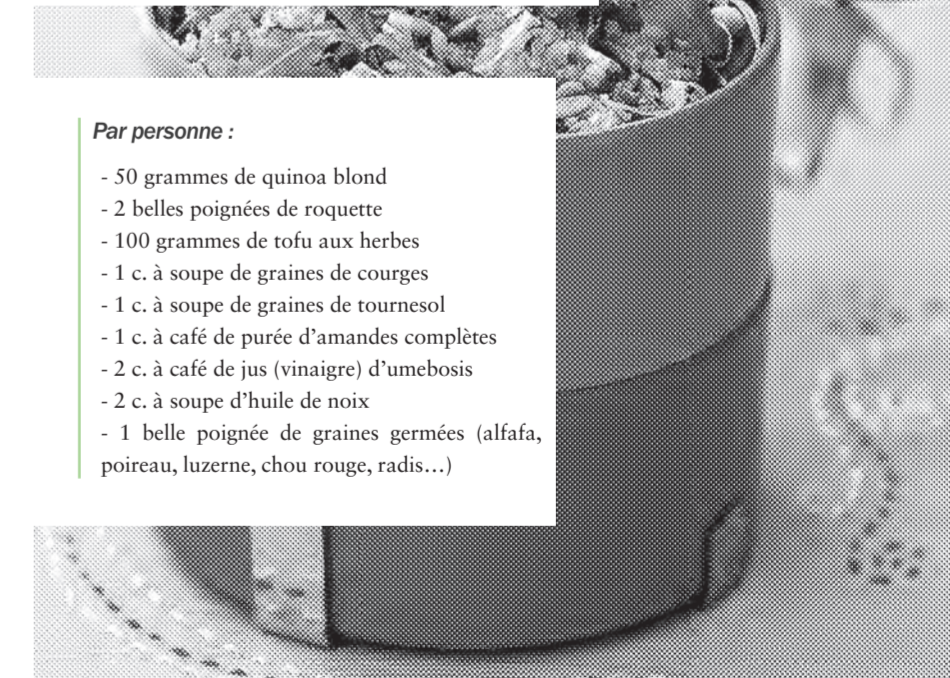 Par personne :
- 50 grammes de quinoa blond
- 2 belles poignées de roquette
- 100 grammes de tofu aux herbes
- 1 c. à soupe de graines de courges
- 1 c. à soupe de graines de tournesol
- 1 c. à café de purée d’amandes complètes
- 2 c. à café de jus (vinaigre) d’umebosis
- 2 c. à soupe d’huile de noix
- 1 belle poignée de graines germées (alfafa,
poireau, luzerne, chou rouge, radis…)